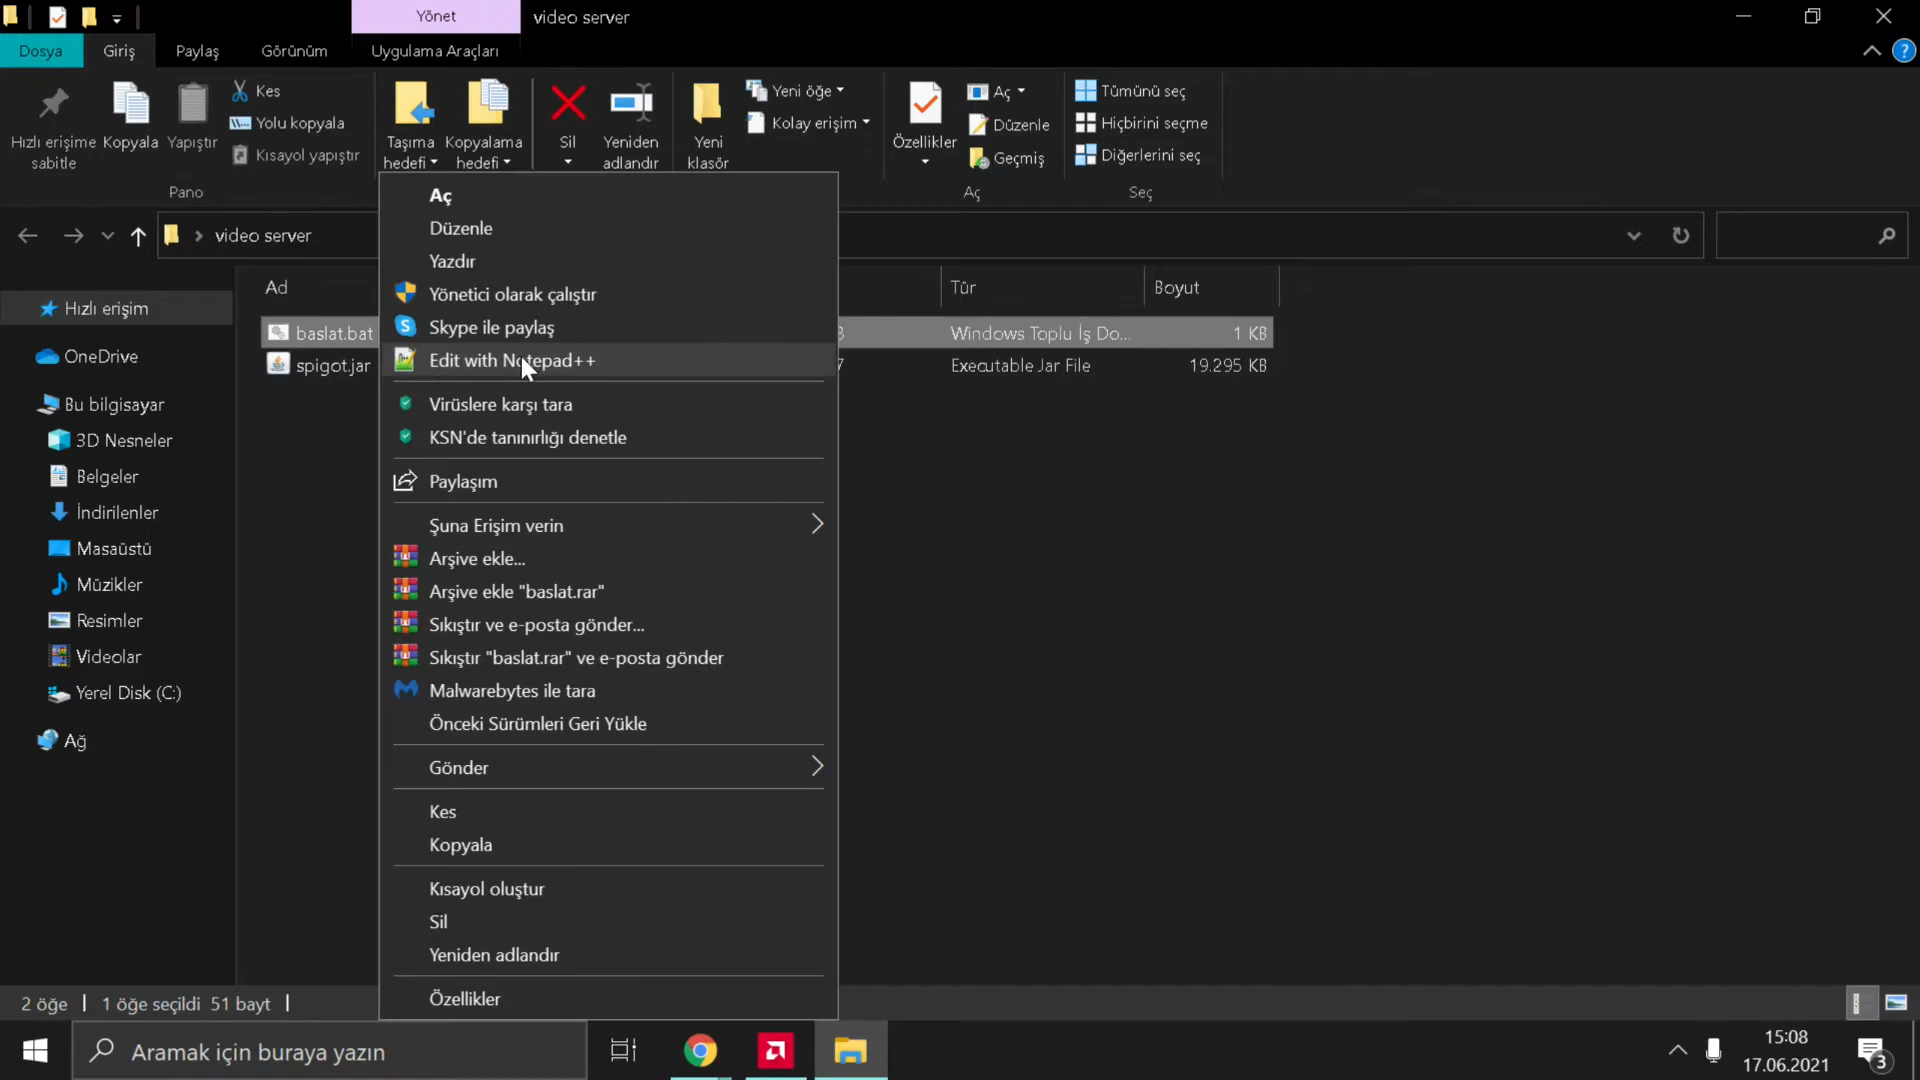 Yönet
video server
Dosya
Giriş
Paylaş
Görünüm
Uygulama Araçları
?
Hızlı erişime
sabitle
Kopyala
Yapıştır
Kes
Yolu kopyala
Kısayol yapıştır
Pano
Taşıma
hedefi
Kopyalama
hedefi
Sil
Yeniden
adlandır
Yeni
klasör
Yeni öğe
Kolay erişim
Özellikler
Aç
Düzenle
Geçmiş
Aç
Tümünü seç
Hiçbirini seçme
Diğerlerini seç
Seç
video server
Ad
Tür
Boyut
baslat.bat
Windows Toplu İş Do...
1 KB
spigot.jar
Executable Jar File
19.295 KB
Hızlı erişim
OneDrive
Bu bilgisayar
3D Nesneler
Belgeler
İndirilenler
Masaüstü
Müzikler
Resimler
Videolar
Yerel Disk (C:)
Ağ
Aç
Düzenle
Yazdır
Yönetici olarak çalıştır
Skype ile paylaş
Edit with Notepad++
Virüslere karşı tara
KSN'de tanınırlığı denetle
Paylaşım
Şuna Erişim verin
Arşive ekle...
Arşive ekle "baslat.rar"
Sıkıştır ve e-posta gönder...
Sıkıştır "baslat.rar" ve e-posta gönder
Malwarebytes ile tara
Önceki Sürümleri Geri Yükle
Gönder
Kes
Kopyala
Kısayol oluştur
Sil
Yeniden adlandır
Özellikler
2 öğe
1 öğe seçildi 51 bayt
Aramak için buraya yazın
15:08
17.06.2021
3